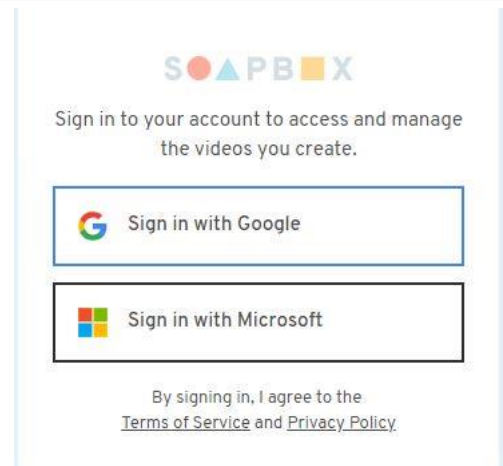 SOAPBOX
Sign in to your account to access and manage
the videos you create.
Sign in with Google
Sign in with Microsoft
By signing in, I agree to the
Terms of Service and Privacy Policy